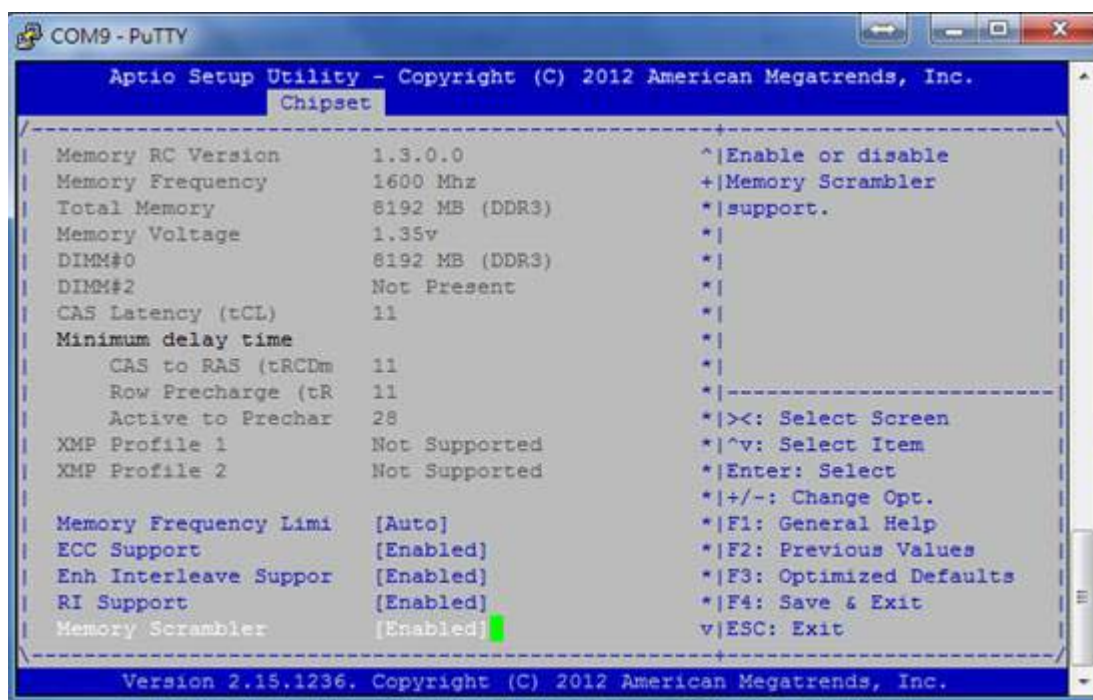 COM9 - PuTTY
Aptio Setup Utility - Copyright (C) 2012 American Megatrends, Inc.
Chipset
/----------------------------------------------------+------------------------\
| Memory RC Version 1.3.0.0 ^|Enable or disable |
| Memory Frequency 1600 Mhz +|Memory Scrambler |
| Total Memory 8192 MB (DDR3) *|support. |
| Memory Voltage 1.35v *| |
| DIMM#0 8192 MB (DDR3) *| |
| DIMM#2 Not Present *| |
| CAS Latency (tCL) 11 *| |
| Minimum delay time *| |
| CAS to RAS (tRCDm 11 *| |
| Row Precharge (tR 11 *|------------------------|
| Active to Prechar 28 *|><: Select Screen |
| XMP Profile 1 Not Supported *|^v: Select Item |
| XMP Profile 2 Not Supported *|Enter: Select |
| *|+/-: Change Opt. |
| Memory Frequency Limi [Auto] *|F1: General Help |
| ECC Support [Enabled] *|F2: Previous Values |
| Enh Interleave Suppor [Enabled] *|F3: Optimized Defaults |
| RI Support [Enabled] *|F4: Save & Exit |
| Memory Scrambler [Enabled] v|ESC: Exit |
\----------------------------------------------------+------------------------/
Version 2.15.1236. Copyright (C) 2012 American Megatrends, Inc.